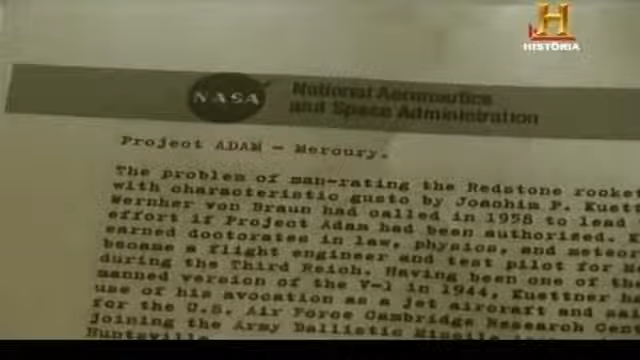 H
HISTORIA
NASA
National Aeronautics
and Space Administration
Project ADAM - Mercury.
The problem of man-rating the Redstone rocket
with characteristic gusto by Joachim P. Kuett
Wernher von Braun had called in 1958 to lead
effort if Project Adam had been authorised. K
earned doctorates in law, physics, and meteor
became a flight engineer and test pilot for Me
during the Third Reich. Having been one of the
manned version of the V-1 in 1944, Kuettner ha
use of his avocation as a jet aircraft and sai
for the U.S. Air Force Cambridge Research Cent
joining the Army Ballistic Missile
Huntsville